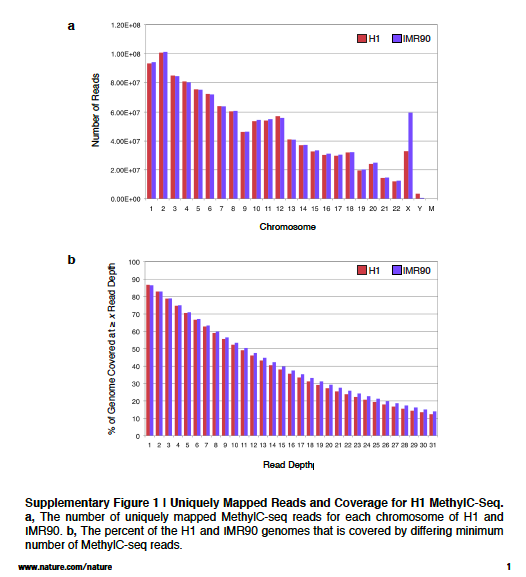 a
1.20E+08
H1 IMR90
1.00E+08
8.00E+07
6.00E+07
4.00E+07
2.00E+07
0.00E+00
Number of Reads
1 2 3 4 5 6 7 8 9 10 11 12 13 14 15 16 17 18 19 20 21 22 X Y M
Chromosome
b
100
H1 IMR90
90
80
70
60
50
40
30
20
10
0
% of Genome Covered at ≥ x Read Depth
1 2 3 4 5 6 7 8 9 10 11 12 13 14 15 16 17 18 19 20 21 22 23 24 25 26 27 28 29 30 31
Read Depth
Supplementary Figure 1 | Uniquely Mapped Reads and Coverage for H1 MethylC-Seq.
a, The number of uniquely mapped MethylC-seq reads for each chromosome of H1 and
IMR90. b, The percent of the H1 and IMR90 genomes that is covered by differing minimum
number of MethylC-seq reads.
www.nature.com/nature 1